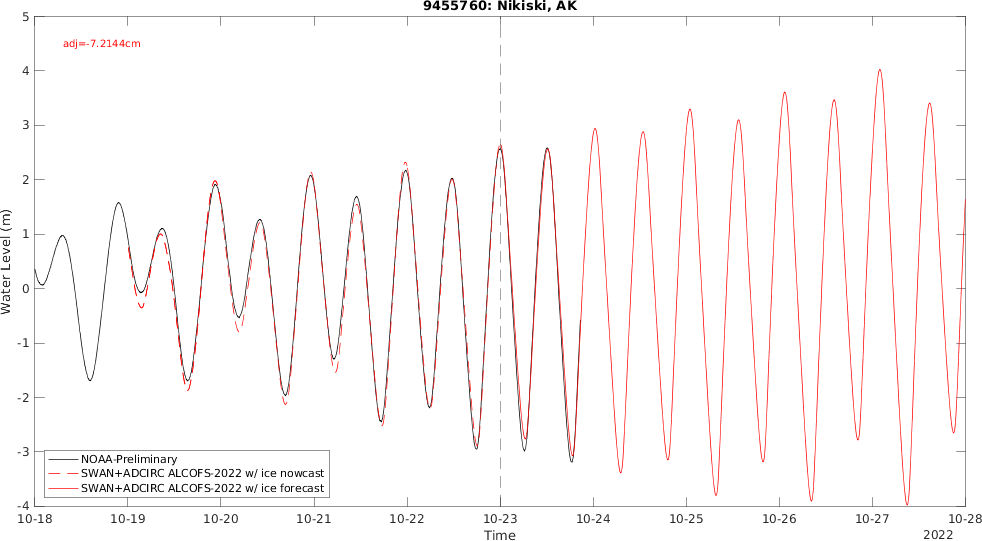 9455760: Nikiski, AK
adj=-7.2144cm
5
4
3
2
1
0
-1
-2
-3
-4
Water Level (m)
NOAA-Preliminary
SWAN+ADCIRC ALCOFS-2022 w/ ice nowcast
SWAN+ADCIRC ALCOFS-2022 w/ ice forecast
10-18 10-19 10-20 10-21 10-22 10-23 10-24 10-25 10-26 10-27 10-28
Time
2022